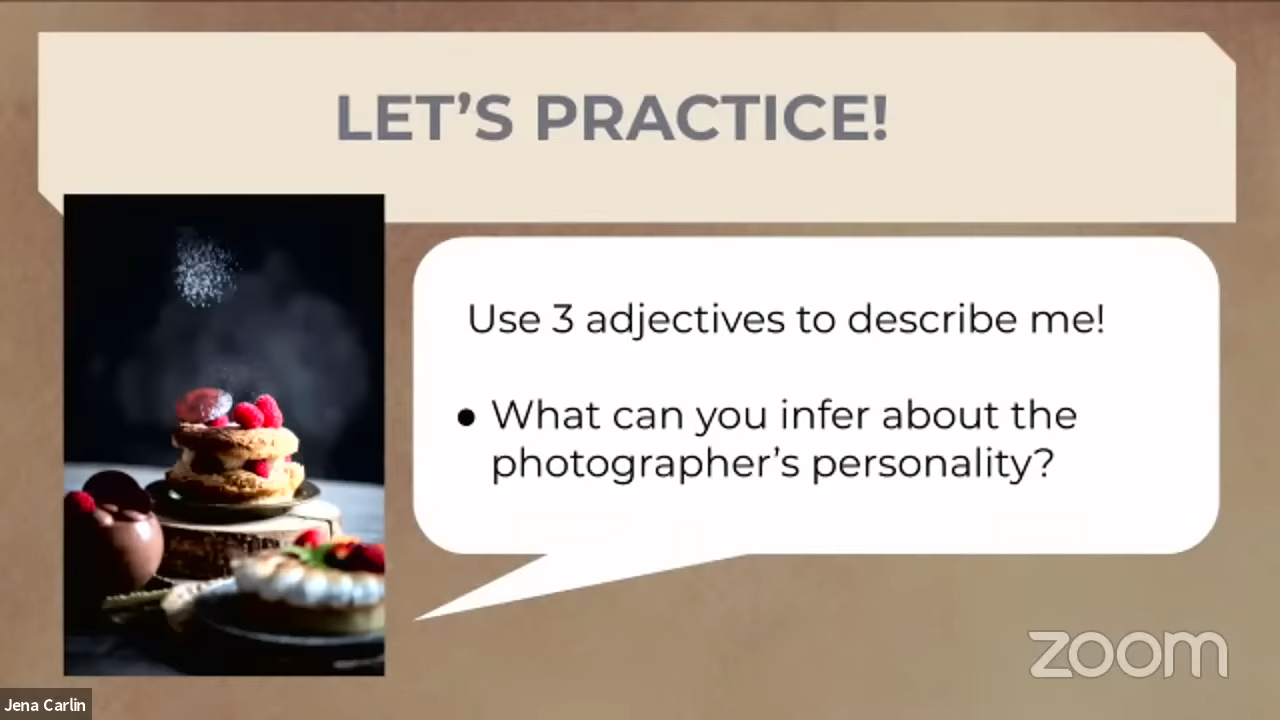 LET’S PRACTICE!
Use 3 adjectives to describe me!
● What can you infer about the
photographer’s personality?
zoom
Jena Carlin